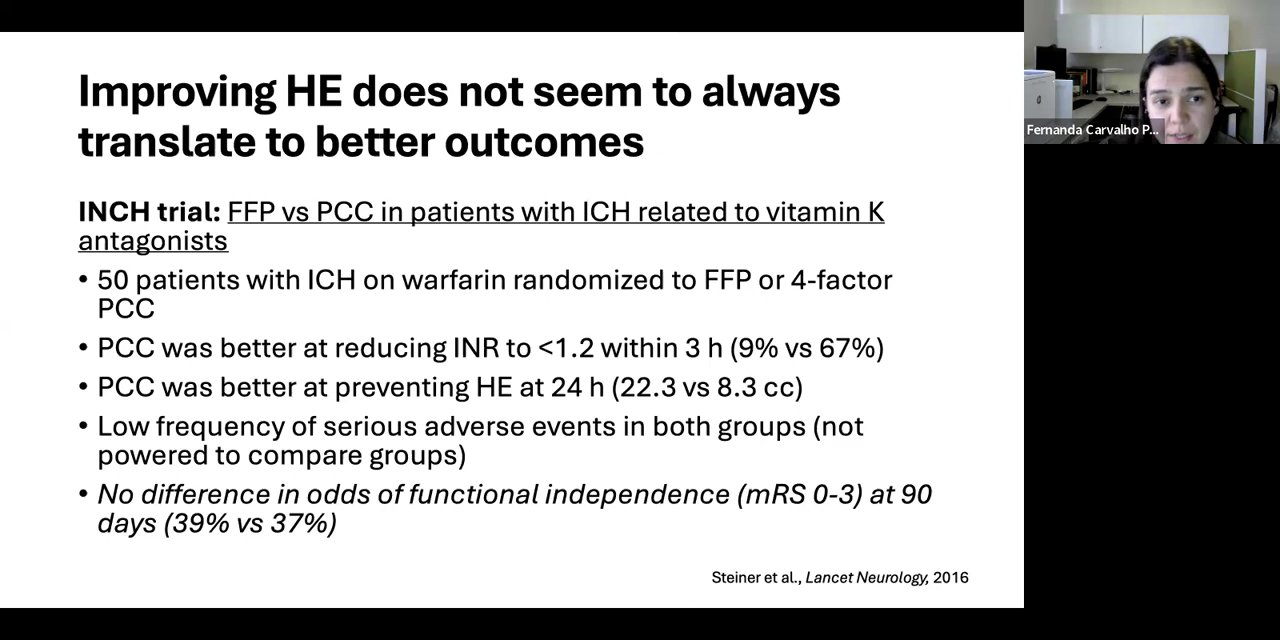 Improving HE does not seem to always
translate to better outcomes
INCH trial: FFP vs PCC in patients with ICH related to vitamin K
antagonists
• 50 patients with ICH on warfarin randomized to FFP or 4-factor
PCC
• PCC was better at reducing INR to <1.2 within 3 h (9% vs 67%)
• PCC was better at preventing HE at 24 h (22.3 vs 8.3 cc)
• Low frequency of serious adverse events in both groups (not
powered to compare groups)
• No difference in odds of functional independence (mRS 0-3) at 90
days (39% vs 37%)
Steiner et al., Lancet Neurology, 2016
Fernanda Carvalho P...